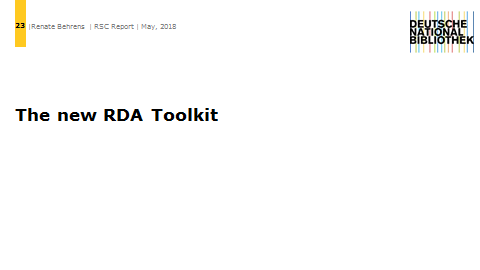 23 |Renate Behrens | RSC Report | May, 2018
DEUTSCHE
NATIONAL
BIBLIOTHEK
The new RDA Toolkit